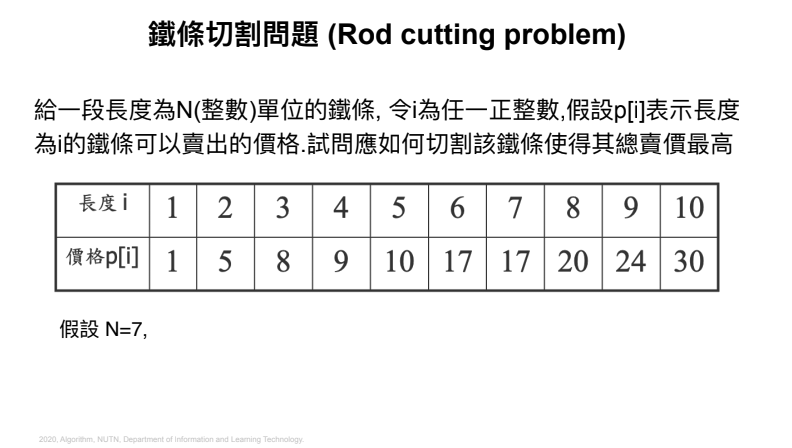 鐵條切割問題 (Rod cutting problem)
給一段長度為N(整數)單位的鐵條, 令i為任一正整數,假設p[i]表示長度
為i的鐵條可以賣出的價格.試問應如何切割該鐵條使得其總賣價最高
長度 i 1 2 3 4 5 6 7 8 9 10
價格p[i] 1 5 8 9 10 17 17 20 24 30
假設 N=7,
2020, Algorithm, NUTN, Department of Information and Learning Technology.